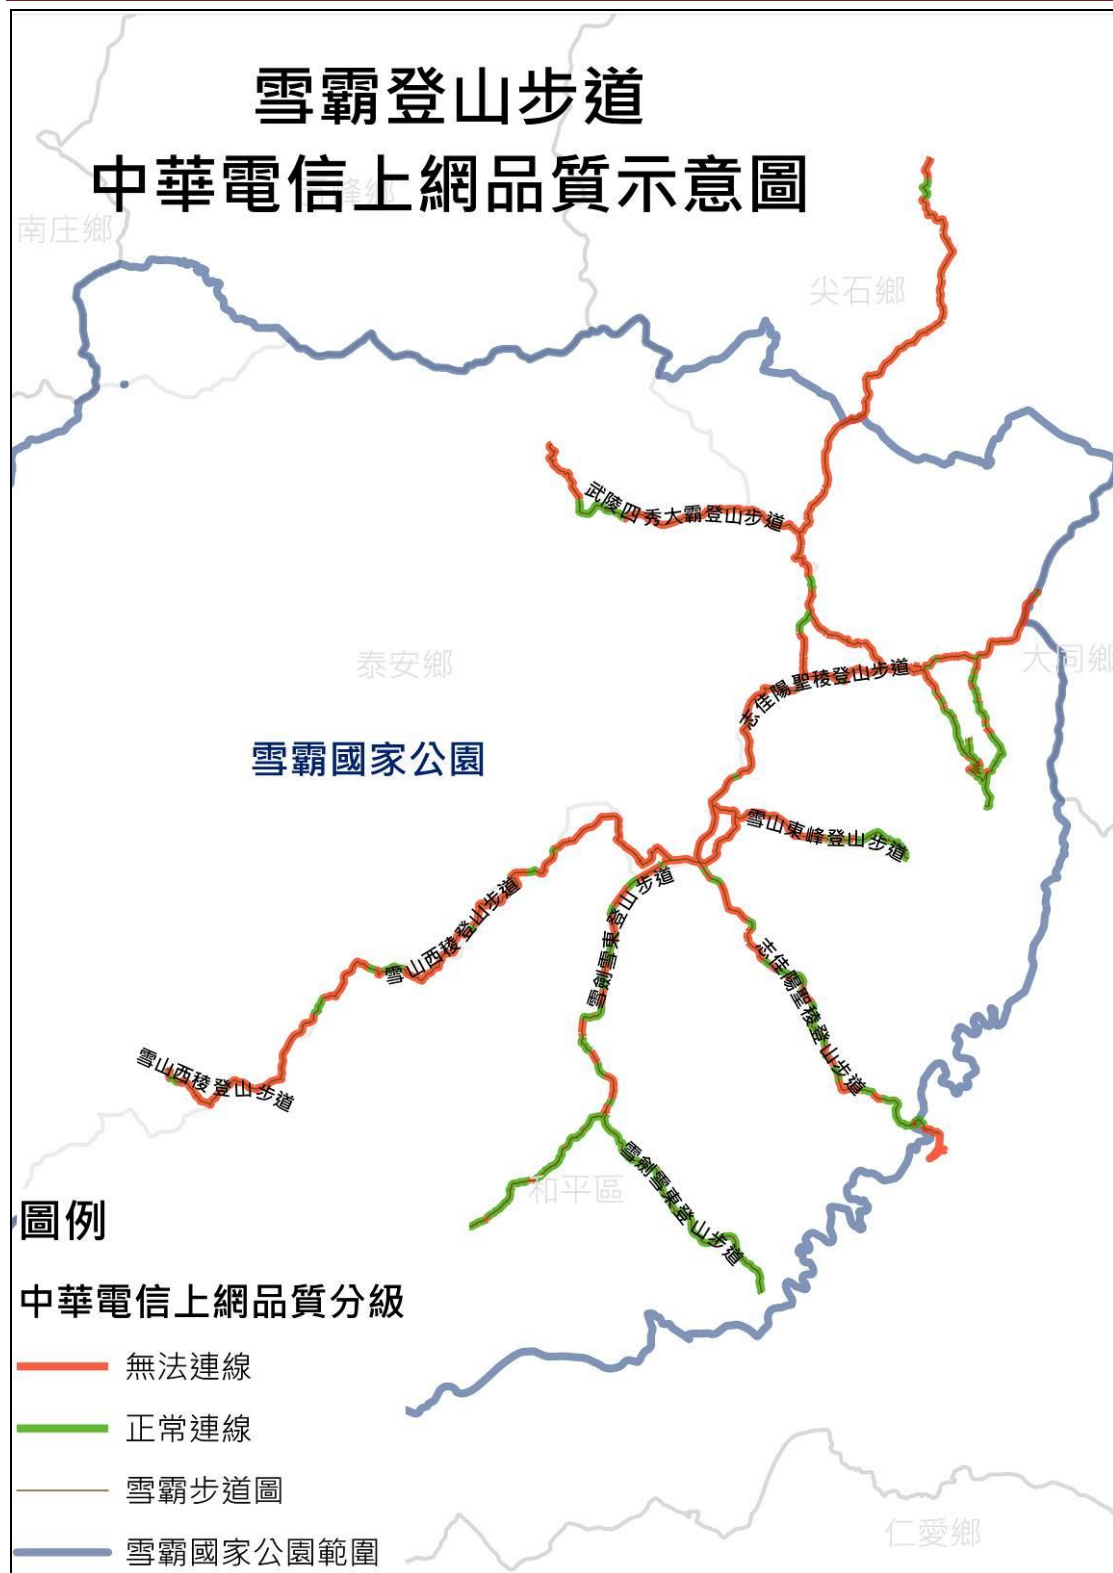 雪霸登山步道
中華電信上網品質示意圖
南庄鄉
尖石鄉
武陵四秀大霸登山步道
泰安鄉
大同鄉
志佳陽聖稜登山步道
雪霸國家公園
雪山東峰登山步道
雪山西稜登山步道
雪劍雪東登山步道
志佳陽聖稜登山步道
雪山西稜登山步道
雪劍雪東登山步道
和平區
圖例
中華電信上網品質分級
無法連線
正常連線
雪霸步道圖
雪霸國家公園範圍
仁愛鄉